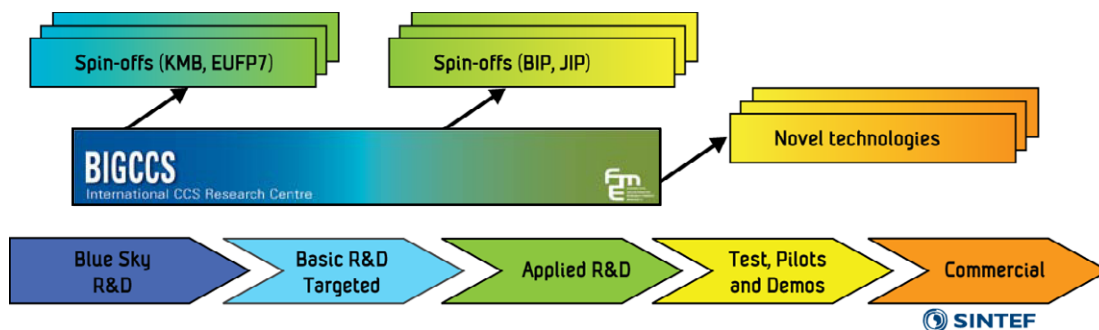 Spin-offs (KMB, EUFP7)
Spin-offs (BIP, JIP)
Novel technologies
BIGCCS
International CCS Research Centre
FME
Blue Sky
R&D
Basic R&D
Targeted
Applied R&D
Test, Pilots
and Demos
Commercial
SINTEF